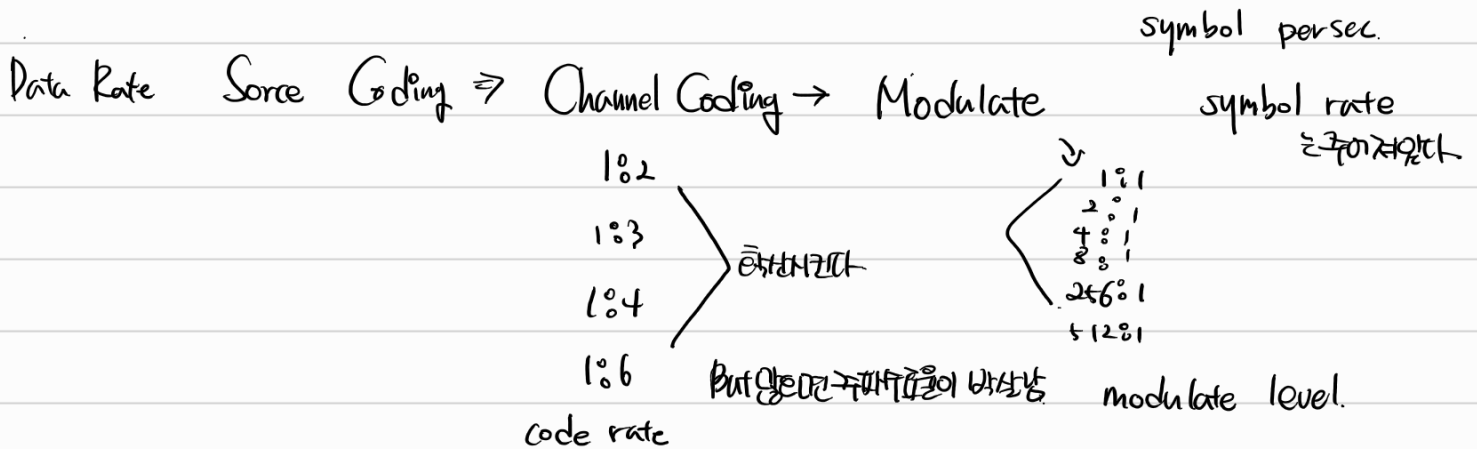 symbol persec.
Data Rate Sorce Coding ⇒ Channel Coding → Modulate
symbol rate
는 주어져있다
1:2
1:3
1:4
1:6
code rate
확산시킨다
But 많으면 주파수효율이 박살남
1:1
2:1
4:1
8:1
256:1
512:1
modulate level.